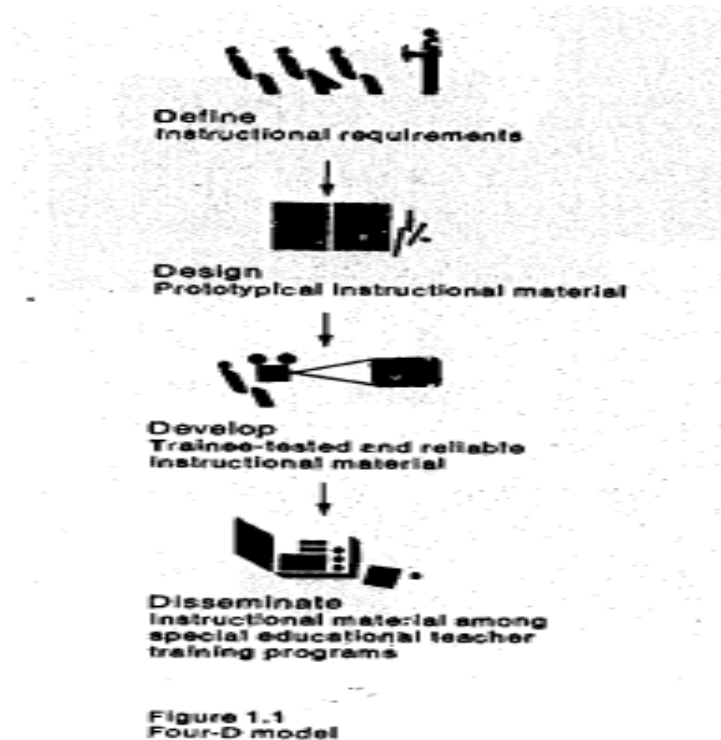 Define
Instructional requirements
Design
Prototypical instructional material
Develop
Trainee-tested and reliable
instructional material
Disseminate
Instructional material among
special educational teacher
training programs
Figure 1.1
Four-D model